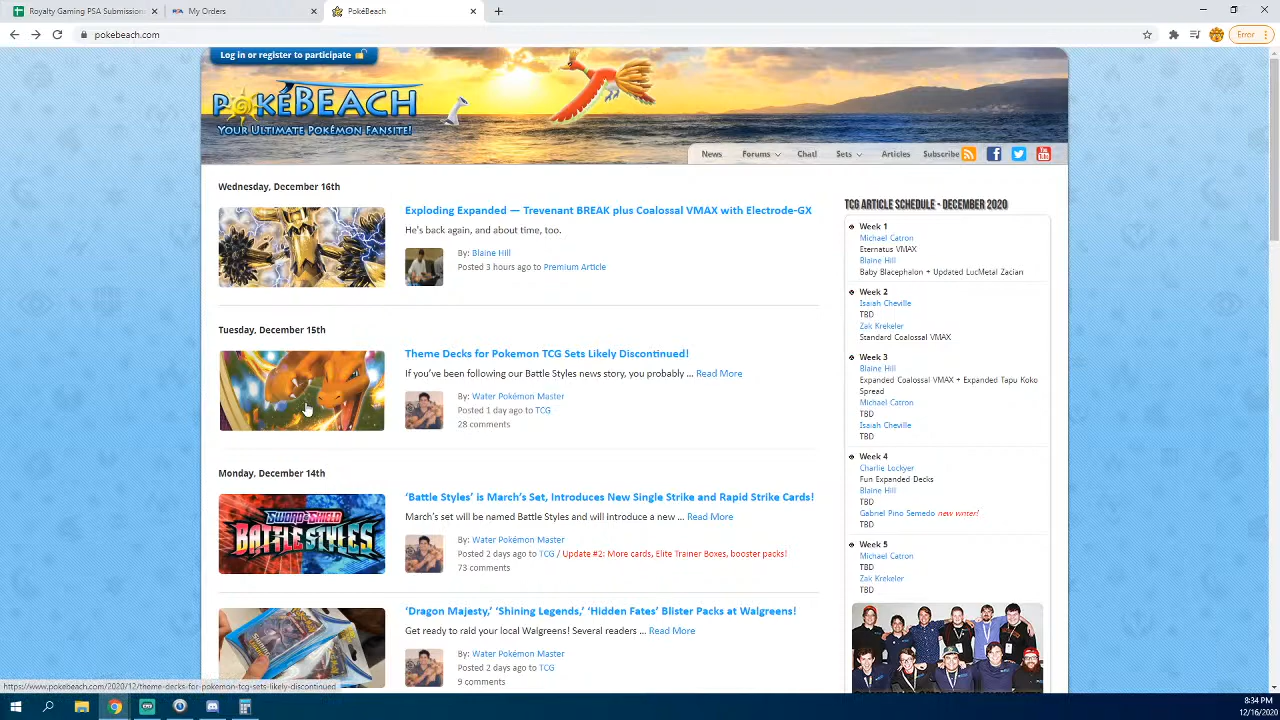 Royalty Gaming PSA Submission
My Orders
PokéBeach
pokebeach.com
Error
Log in or register to participate
POKÉBEACH
YOUR ULTIMATE POKÉMON FANSITE!
News
Forums
Chat!
Sets
Articles
Subscribe
You Tube
Wednesday, December 16th
Exploding Expanded — Trevenant BREAK plus Coalossal VMAX with Electrode-GX
He's back again, and about time, too.
By: Blaine Hill
Posted 3 hours ago to Premium Article
Tuesday, December 15th
Theme Decks for Pokemon TCG Sets Likely Discontinued!
If you've been following our Battle Styles news story, you probably ... Read More
By: Water Pokémon Master
Posted 1 day ago to TCG
28 comments
Monday, December 14th
SWORD & SHIELD
BATTLE STYLES
'Battle Styles' is March's Set, Introduces New Single Strike and Rapid Strike Cards!
March's set will be named Battle Styles and will introduce a new ... Read More
By: Water Pokémon Master
Posted 2 days ago to TCG / Update #2: More cards, Elite Trainer Boxes, booster packs!
73 comments
'Dragon Majesty,' 'Shining Legends,' 'Hidden Fates' Blister Packs at Walgreens!
Get ready to raid your local Walgreens! Several readers ... Read More
By: Water Pokémon Master
Posted 2 days ago to TCG
9 comments
TCG ARTICLE SCHEDULE - DECEMBER 2020
Week 1
Michael Catron
Eternatus VMAX
Blaine Hill
Baby Blacephalon + Updated LucMetal Zacian
Week 2
Isaiah Cheville
TBD
Zak Krekeler
Standard Coalossal VMAX
Week 3
Blaine Hill
Expanded Coalossal VMAX + Expanded Tapu Koko
Spread
Michael Catron
TBD
Isaiah Cheville
TBD
Week 4
Charlie Lockyer
Fun Expanded Decks
Blaine Hill
TBD
Gabriel Pino Semedo new writer!
TBD
Week 5
Michael Catron
TBD
Zak Krekeler
TBD
https://www.pokebeach.com/2020/12/theme-decks-for-pokemon-tcg-sets-likely-discontinued
8:34 PM
12/16/2020